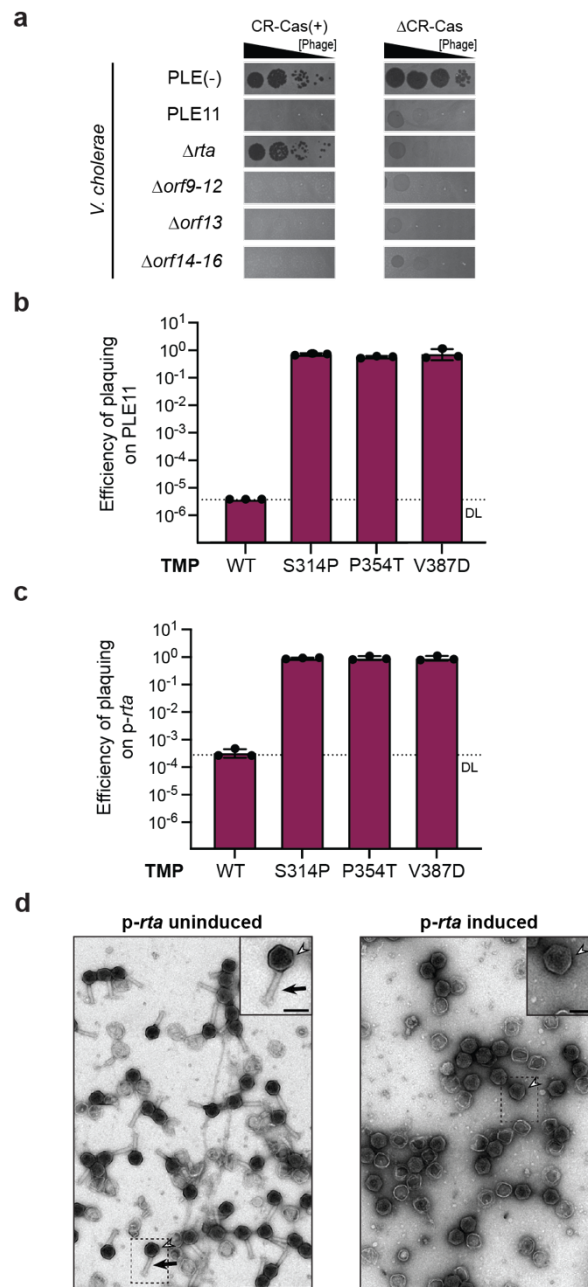 a
CR-Cas(+) ΔCR-Cas
[Phage] [Phage]
V. cholerae
PLE(-)
PLE11
Δrta
Δorf9-12
Δorf13
Δorf14-16
b
Efficiency of plaquing
on PLE11
10¹
10⁰
10⁻¹
10⁻²
10⁻³
10⁻⁴
10⁻⁵
10⁻⁶
DL
TMP WT S314P P354T V387D
c
Efficiency of plaquing
on p-rta
10¹
10⁰
10⁻¹
10⁻²
10⁻³
10⁻⁴
10⁻⁵
10⁻⁶
DL
TMP WT S314P P354T V387D
d
p-rta uninduced p-rta induced